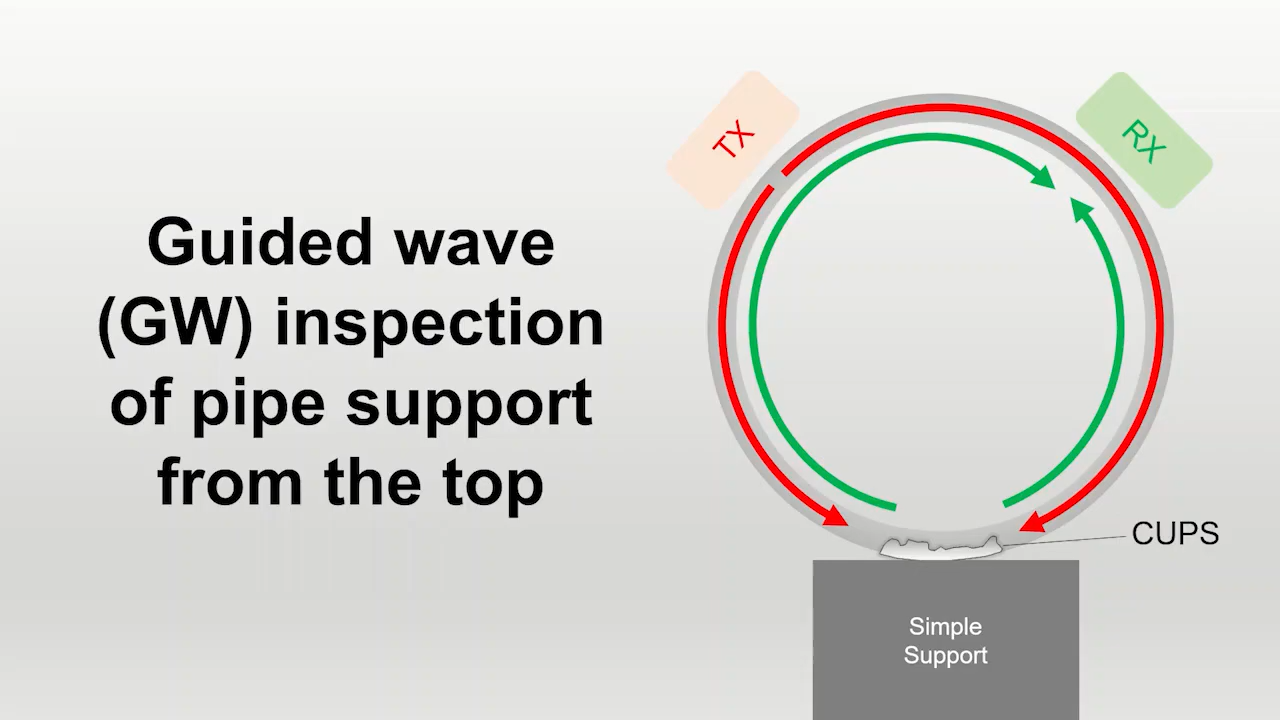 Guided wave
(GW) inspection
of pipe support
from the top
TX
RX
CUPS
Simple
Support